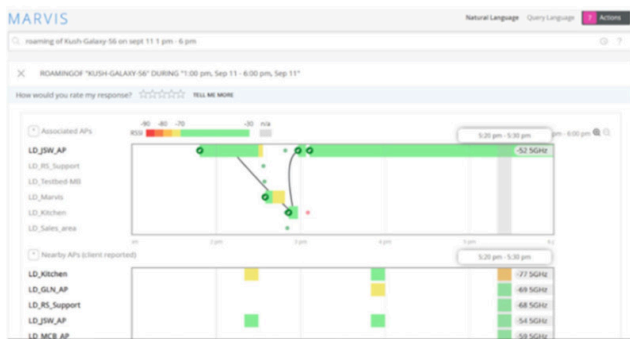 MARVIS
Natural Language Query Language 7 Actions
roaming of Kush-Galaxy-S6 on sept 11 1 pm - 6 pm
ROAMINGOF "KUSH-GALAXY-S6" DURING "1:00 pm, Sep 11 - 6:00 pm, Sep 11"
How would you rate my response? TELL ME MORE
Associated APs
RSSI -90 -80 -70 -30 n/a
5:20 pm - 5:30 pm
pm - 6:00 pm
LD_JSW_AP -52 5GHz
LD_RS_Support
LD_Testbed-MB
LD_Marvis
LD_Kitchen
LD_Sales_area
2 pm 3 pm 4 pm
Nearby APs (client reported)
5:20 pm - 5:30 pm
LD_Kitchen -77 5GHz
LD_GLN_AP -69 5GHz
LD_RS_Support -68 5GHz
LD_JSW_AP -54 5GHz
LD_MCB_AP -59 5GHz